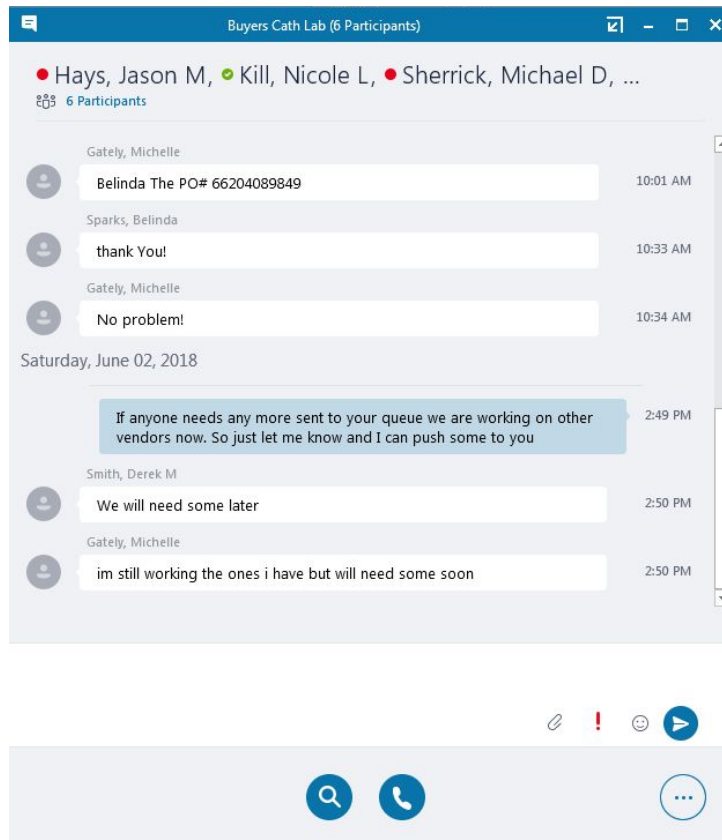 Buyers Cath Lab (6 Participants)
Hays, Jason M, Kill, Nicole L, Sherrick, Michael D, ...
6 Participants
Gately, Michelle
Belinda The PO# 66204089849
10:01 AM
Sparks, Belinda
thank You!
10:33 AM
Gately, Michelle
No problem!
10:34 AM
Saturday, June 02, 2018
If anyone needs any more sent to your queue we are working on other
2:49 PM
vendors now. So just let me know and I can push some to you
Smith, Derek M
We will need some later
2:50 PM
Gately, Michelle
im still working the ones i have but will need some soon
2:50 PM